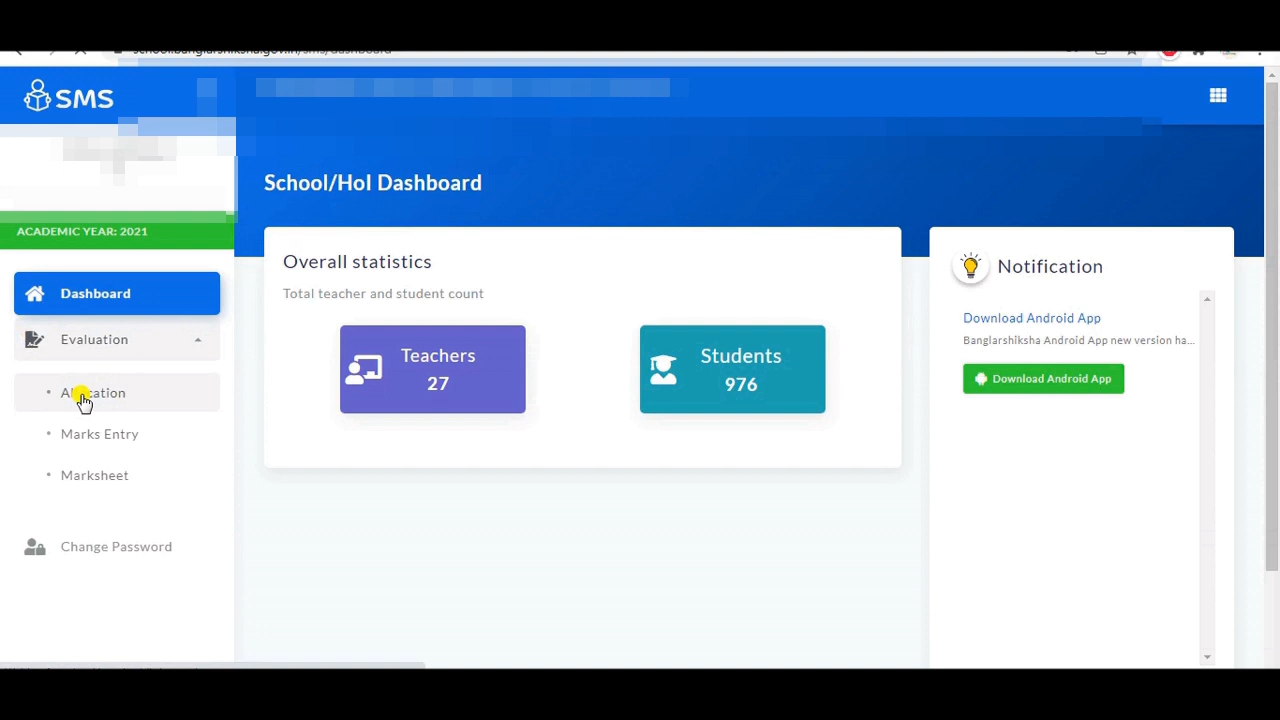 SMS
School/HoI Dashboard
ACADEMIC YEAR: 2021
Dashboard
Evaluation
Marks Entry
Marksheet
Change Password
Overall statistics
Total teacher and student count
Teachers
27
Students
976
Notification
Download Android App
Banglarshiksha Android App new version ha...
Download Android App